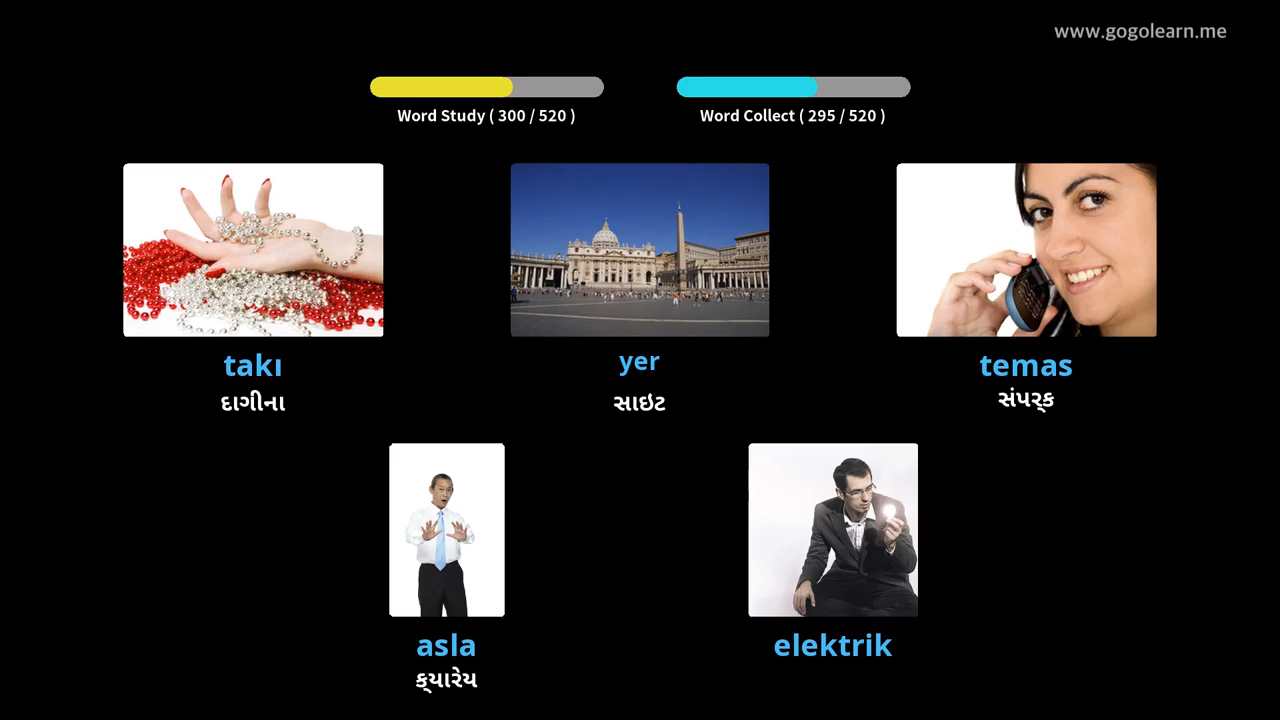 www.gogolearn.me
Word Study ( 300 / 520 )
Word Collect ( 295 / 520 )
takı
yer
temas
દાગીના
સાઇટ
સંપર્ક
asla
elektrik
ક્યારેય